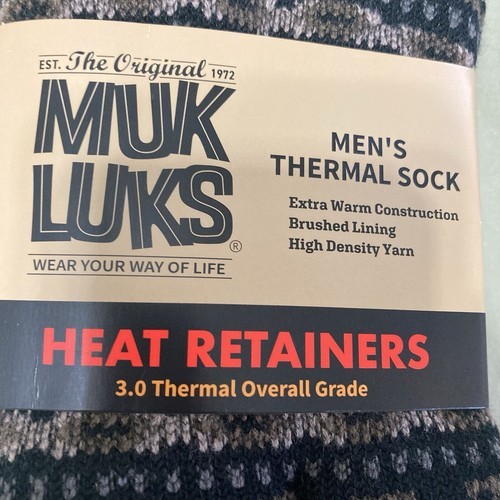 EST. The Original 1972
MUK
LUKS®
WEAR YOUR WAY OF LIFE
MEN'S
THERMAL SOCK
Extra Warm Construction
Brushed Lining
High Density Yarn
HEAT RETAINERS
3.0 Thermal Overall Grade